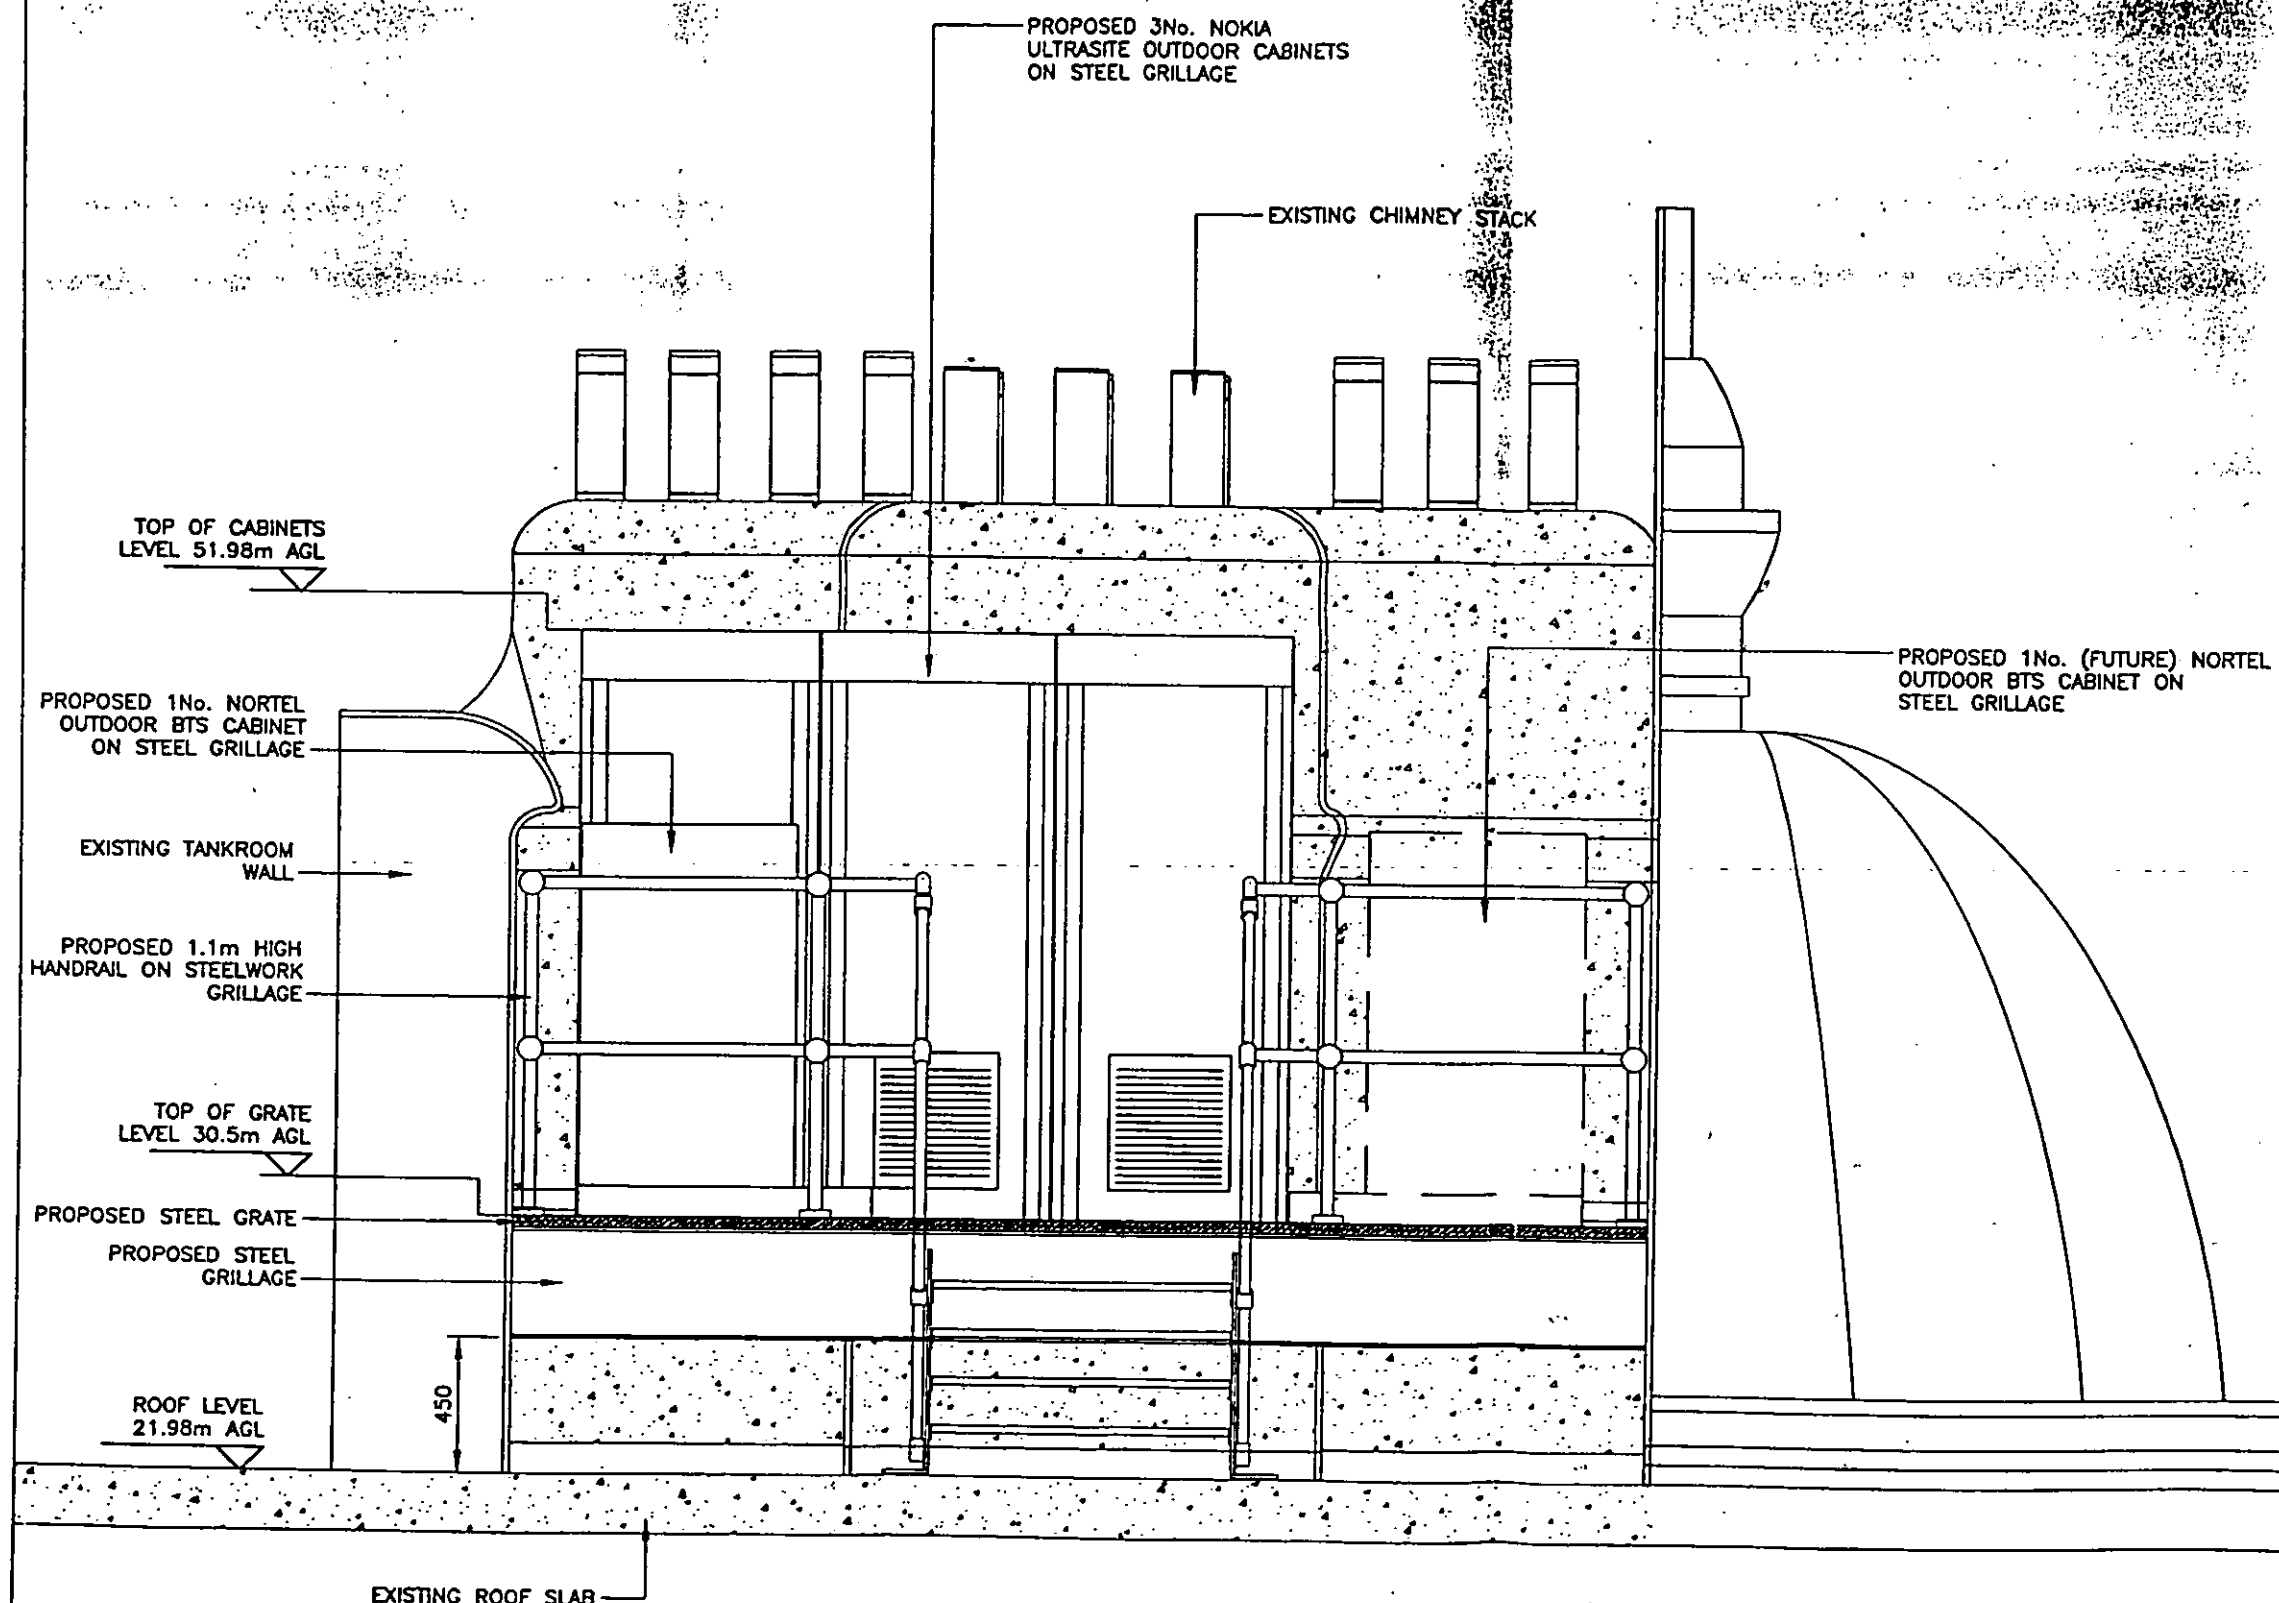 PROPOSED 3No. NOKIA
ULTRASITE OUTDOOR CABINETS
ON STEEL GRILLAGE
EXISTING CHIMNEY STACK
TOP OF CABINETS
LEVEL 51.98m AGL
PROPOSED 1No. (FUTURE) NORTEL
OUTDOOR BTS CABINET ON
STEEL GRILLAGE
PROPOSED 1No. NORTEL
OUTDOOR BTS CABINET
ON STEEL GRILLAGE
EXISTING TANKROOM
WALL
PROPOSED 1.1m HIGH
HANDRAIL ON STEELWORK
GRILLAGE
TOP OF GRATE
LEVEL 30.5m AGL
PROPOSED STEEL GRATE
PROPOSED STEEL
GRILLAGE
450
ROOF LEVEL
21.98m AGL
EXISTING ROOF SLAB